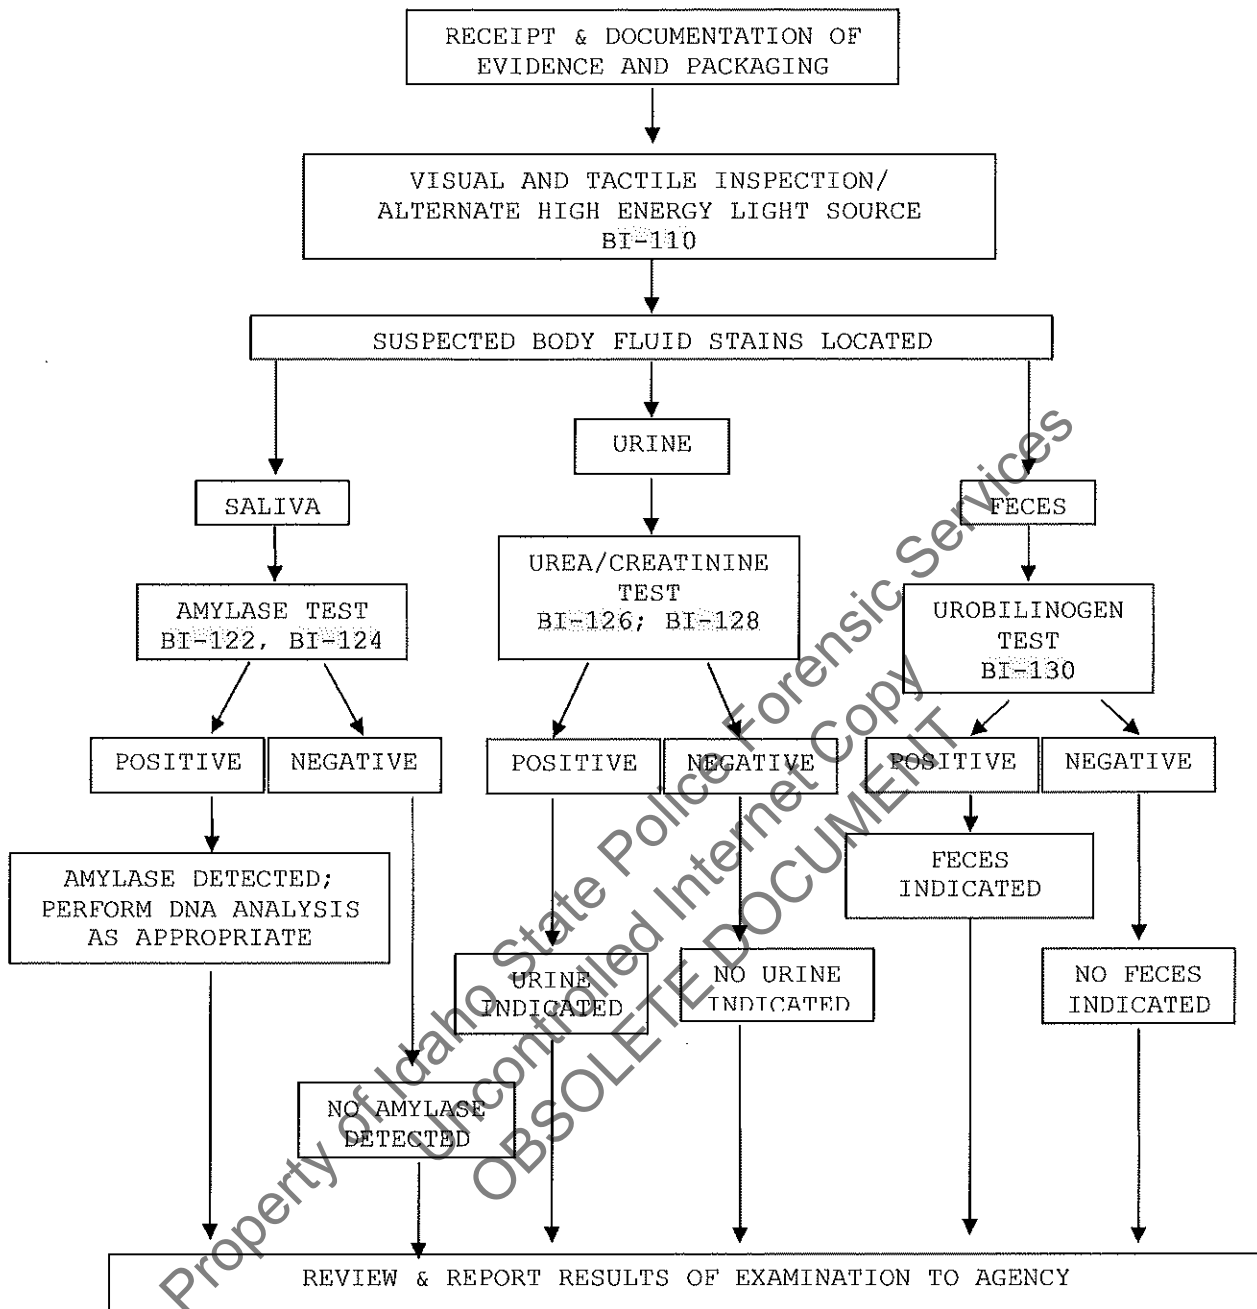 RECEIPT & DOCUMENTATION OF
EVIDENCE AND PACKAGING
VISUAL AND TACTILE INSPECTION/
ALTERNATE HIGH ENERGY LIGHT SOURCE
BI-110
SUSPECTED BODY FLUID STAINS LOCATED
SALIVA
URINE
FECES
AMYLASE TEST
BI-122, BI-124
UREA/CREATININE
TEST
BI-126; BI-128
UROBILINOGEN
TEST
BI-130
POSITIVE
NEGATIVE
POSITIVE
NEGATIVE
POSITIVE
NEGATIVE
AMYLASE DETECTED;
PERFORM DNA ANALYSIS
AS APPROPRIATE
NO AMYLASE
DETECTED
URINE
INDICATED
NO URINE
INDICATED
FECES
INDICATED
NO FECES
INDICATED
REVIEW & REPORT RESULTS OF EXAMINATION TO AGENCY
Property of Idaho State Police Forensic Services
Uncontrolled Internet Copy
OBSOLETE DOCUMENT